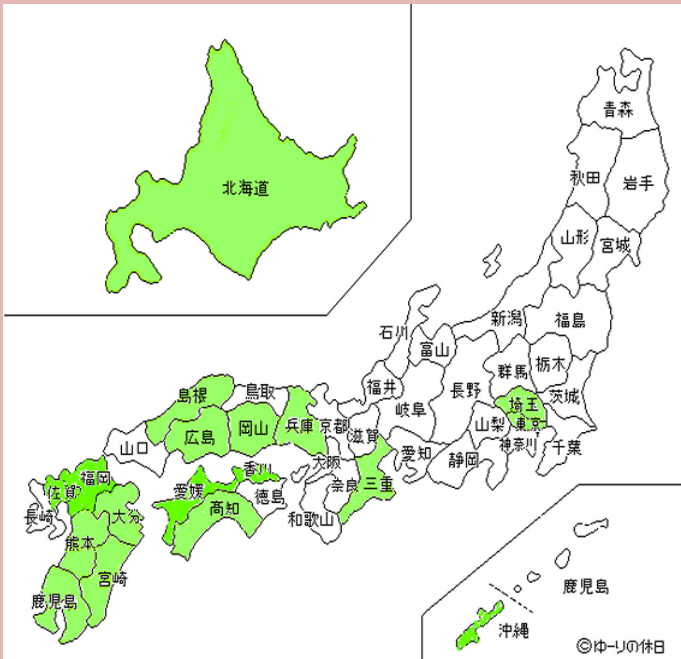 北海道
青森
秋田
岩手
山形
宮城
新潟
福島
石川
富山
群馬
栃木
福井
岐阜
長野
埼玉
茨城
東京
山梨
神奈川
千葉
静岡
愛知
島根
鳥取
兵庫
京都
滋賀
岡山
広島
山口
大阪
奈良
三重
和歌山
香川
愛媛
徳島
高知
福岡
佐賀
長崎
大分
熊本
宮崎
鹿児島
鹿児島
沖縄
©ゆーりの休日